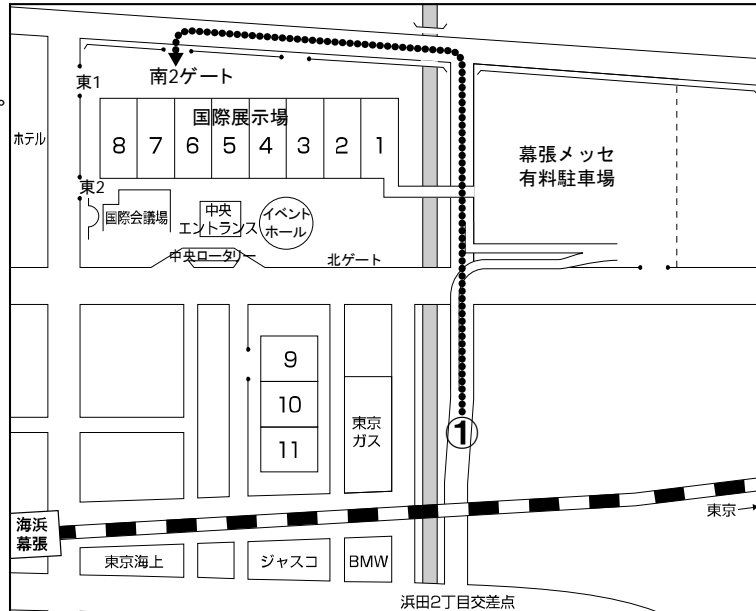 南2ゲート
東1
ホテル
国際展示場
8 7 6 5 4 3 2 1
幕張メッセ
有料駐車場
東2
国際会議場
中央
エントランス
イベント
ホール
中央ロータリー
北ゲート
9
10
11
東京
ガス
①
海浜
幕張
東京
東京海上
ジャスコ
BMW
浜田2丁目交差点